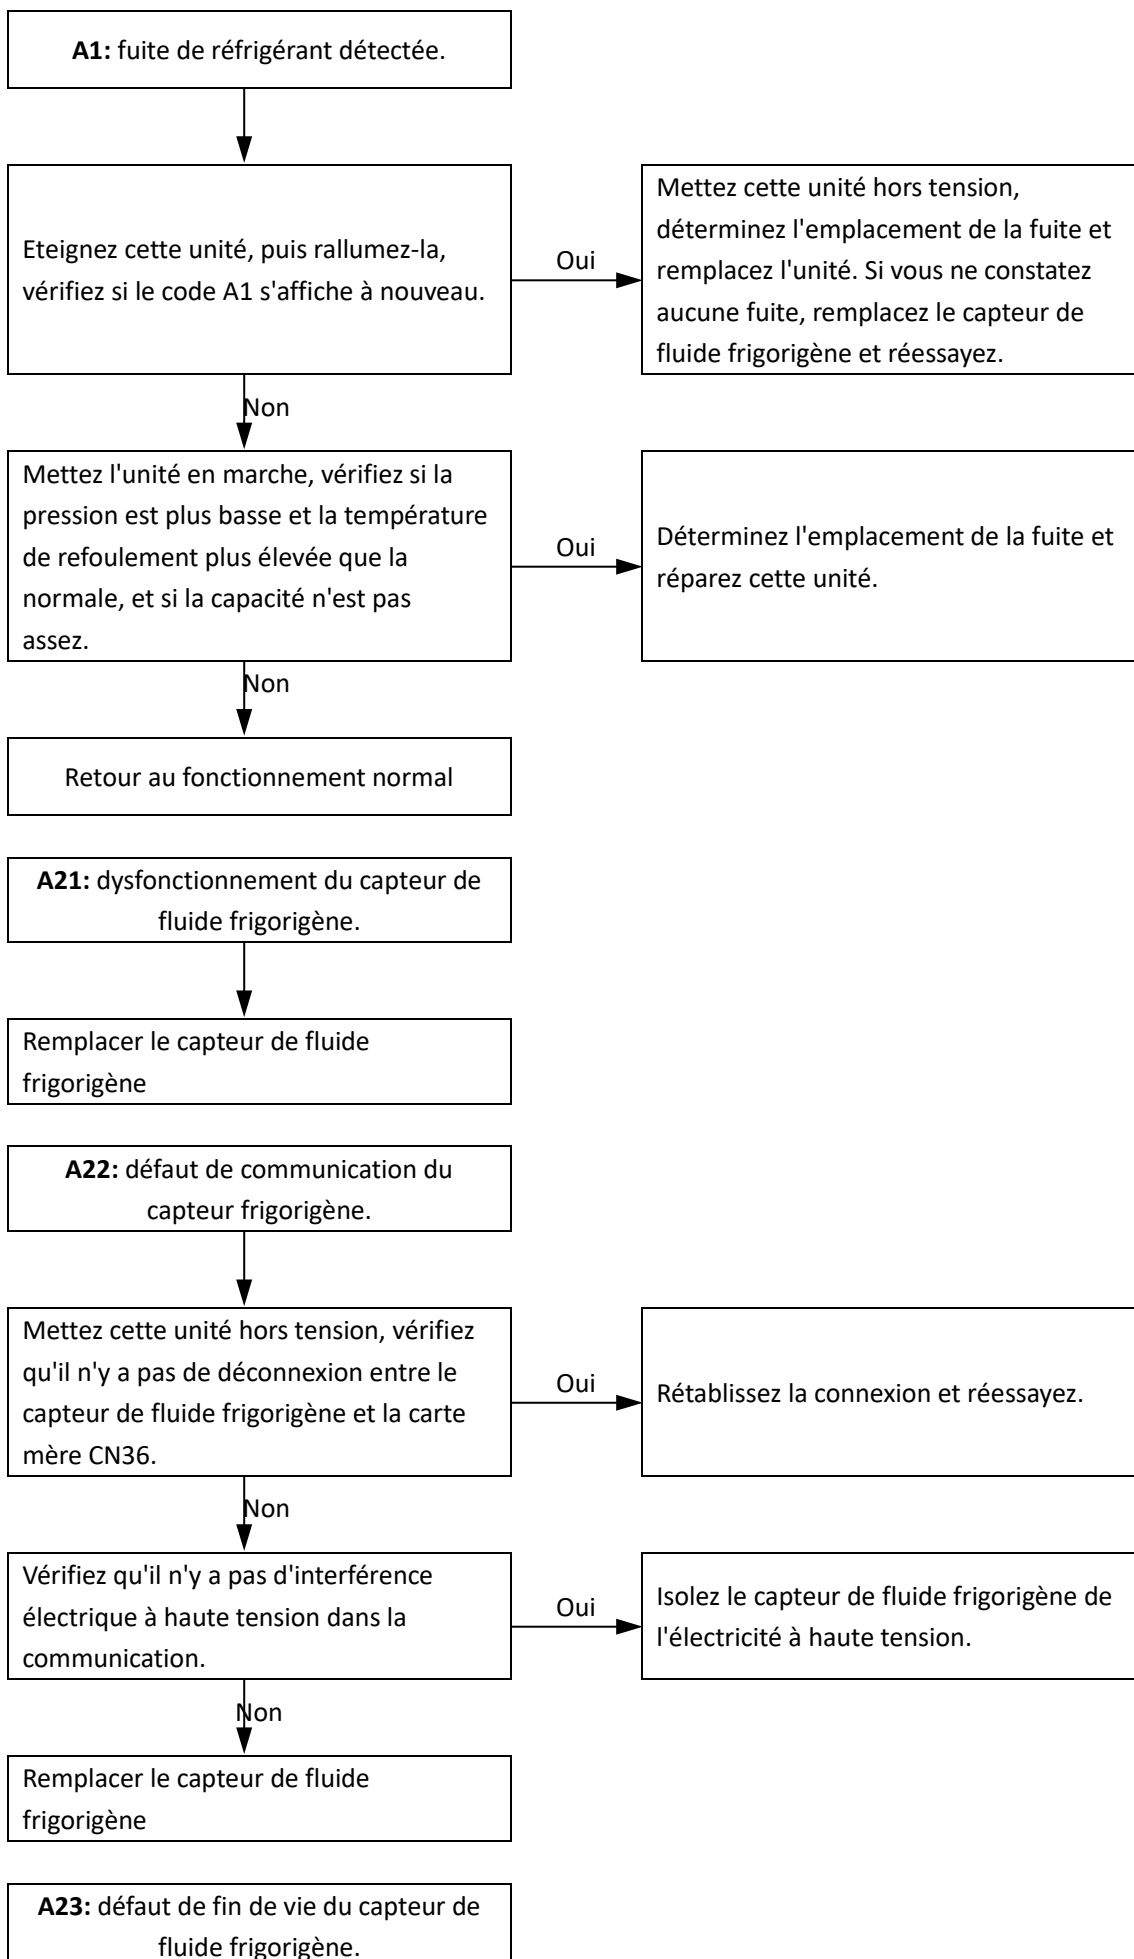 A1: fuite de réfrigérant détectée.
Eteignez cette unité, puis rallumez-la,
vérifiez si le code A1 s'affiche à nouveau.
Oui
Mettez cette unité hors tension,
déterminez l'emplacement de la fuite et
remplacez l'unité. Si vous ne constatez
aucune fuite, remplacez le capteur de
fluide frigorigène et réessayez.
Non
Mettez l'unité en marche, vérifiez si la
pression est plus basse et la température
de refoulement plus élevée que la
normale, et si la capacité n'est pas
assez.
Oui
Déterminez l'emplacement de la fuite et
réparez cette unité.
Non
Retour au fonctionnement normal
A21: dysfonctionnement du capteur de
fluide frigorigène.
Remplacer le capteur de fluide
frigorigène
A22: défaut de communication du
capteur frigorigène.
Mettez cette unité hors tension, vérifiez
qu'il n'y a pas de déconnexion entre le
capteur de fluide frigorigène et la carte
mère CN36.
Oui
Rétablissez la connexion et réessayez.
Non
Vérifiez qu'il n'y a pas d'interférence
électrique à haute tension dans la
communication.
Oui
Isolez le capteur de fluide frigorigène de
l'électricité à haute tension.
Non
Remplacer le capteur de fluide
frigorigène
A23: défaut de fin de vie du capteur de
fluide frigorigène.